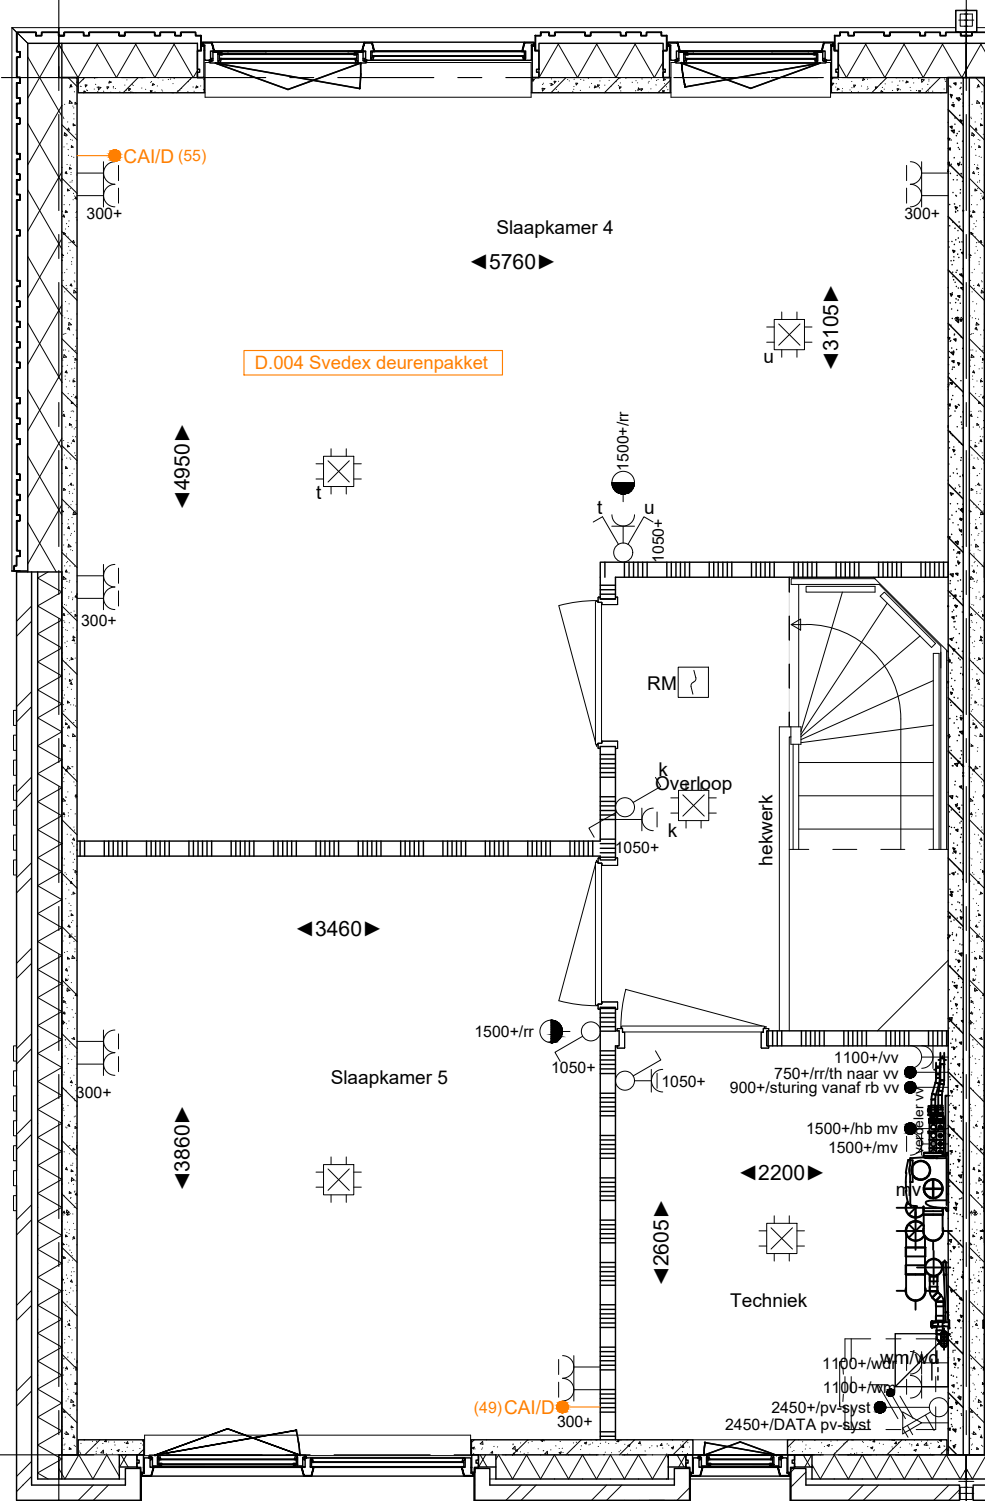 CAI/D (55)
300+
300+
Slaapkamer 4
5760
3105
u
D.004 Svedex deurenpakket
4950
t
1500+/rr
t
u
1050+
300+
RM
k
Overloop
k
hekwerk
1050+
3460
1500+/rr
1050+
1050+
300+
Slaapkamer 5
3860
1100+/vv
750+/rr/th naar vv
900+/sturing vanaf rb vv
verdeler vv
1500+/hb mv
1500+/mv
2200
mv
2605
Techniek
wm/wd
1100+/wdr
1100+/wm
(49) CAI/D
300+
2450+/pv-syst
2450+/DATA pv-syst